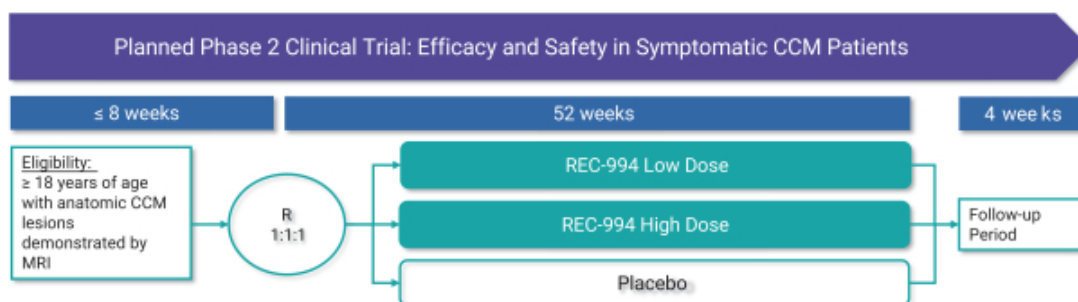 Planned Phase 2 Clinical Trial: Efficacy and Safety in Symptomatic CCM Patients
≤ 8 weeks
52 weeks
4 weeks
Eligibility:
≥ 18 years of age
with anatomic CCM
lesions
demonstrated by
MRI
R
1:1:1
REC-994 Low Dose
REC-994 High Dose
Placebo
Follow-up
Period